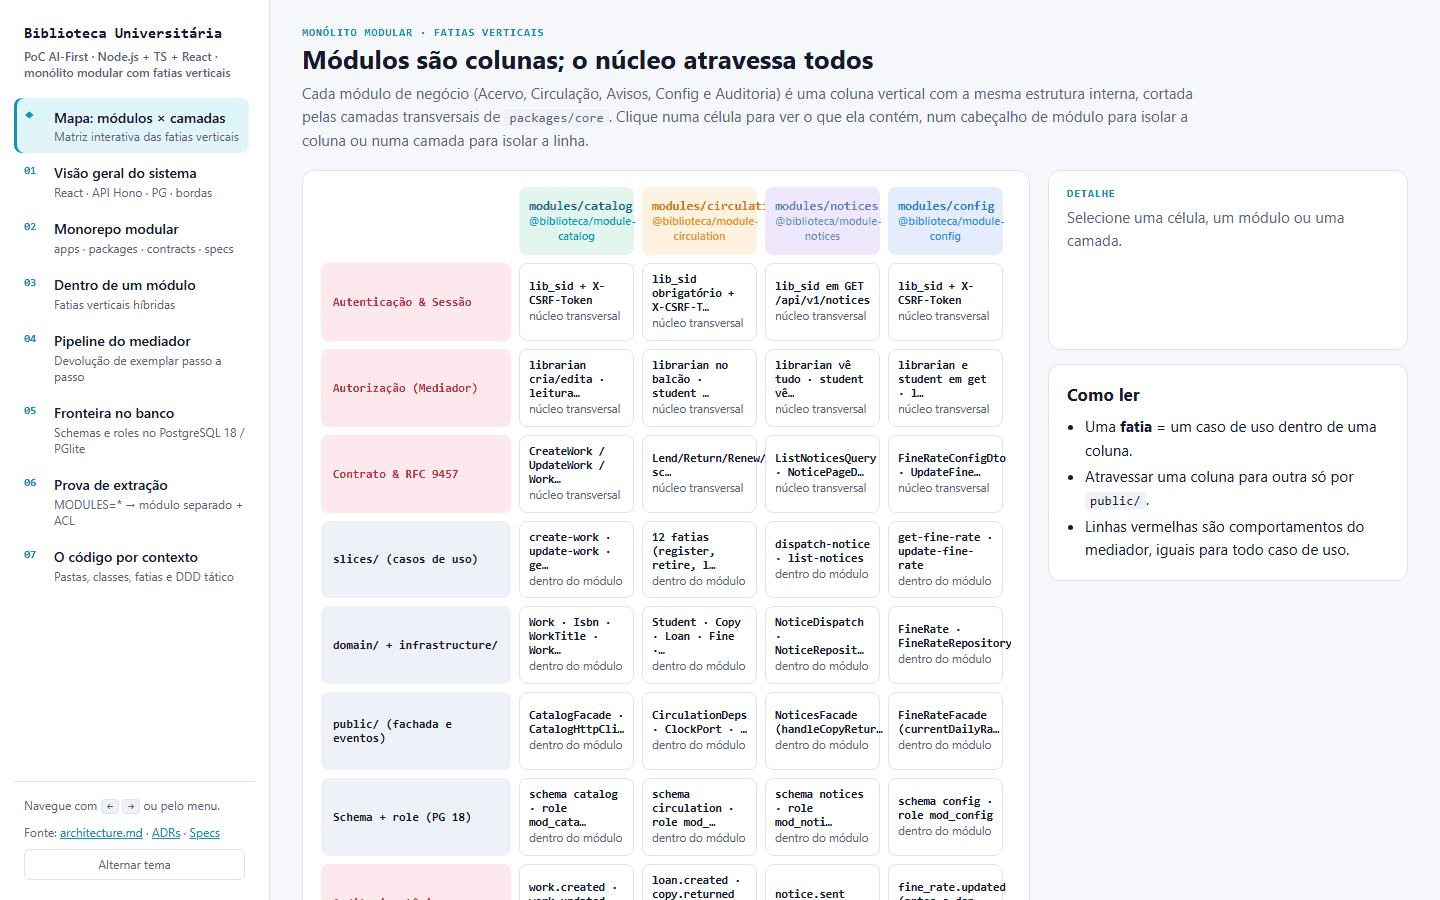 Biblioteca Universitária
PoC AI-First · Node.js + TS + React ·
monólito modular com fatias verticais
Mapa: módulos × camadas
Matriz interativa das fatias verticais
01 Visão geral do sistema
React · API Hono · PG · bordas
02 Monorepo modular
apps · packages · contracts · specs
03 Dentro de um módulo
Fatias verticais híbridas
04 Pipeline do mediador
Devolução de exemplar passo a
passo
05 Fronteira no banco
Schemas e roles no PostgreSQL 18 /
PGlite
06 Prova de extração
MODULES=* → módulo separado +
ACL
07 O código por contexto
Pastas, classes, fatias e DDD tático
Navegue com ← → ou pelo menu.
Fonte: architecture.md · ADRs · Specs
Alternar tema
MONÓLITO MODULAR · FATIAS VERTICAIS
Módulos são colunas; o núcleo atravessa todos
Cada módulo de negócio (Acervo, Circulação, Avisos, Config e Auditoria) é uma coluna vertical com a mesma estrutura interna, cortada
pelas camadas transversais de packages/core. Clique numa célula para ver o que ela contém, num cabeçalho de módulo para isolar a
coluna ou numa camada para isolar a linha.
modules/catalog
@biblioteca/module-
catalog
modules/circulati
@biblioteca/module-
circulation
modules/notices
@biblioteca/module-
notices
modules/config
@biblioteca/module-
config
Autenticação & Sessão
lib_sid + X-
CSRF-Token
núcleo transversal
lib_sid
obrigatório +
X-CSRF-T…
núcleo transversal
lib_sid em GET
/api/v1/notices
núcleo transversal
lib_sid + X-
CSRF-Token
núcleo transversal
Autorização (Mediador)
librarian
cria/edita ·
leitura…
núcleo transversal
librarian no
balcão ·
student …
núcleo transversal
librarian vê
tudo · student
vê…
núcleo transversal
librarian e
student em get
· l…
núcleo transversal
Contrato & RFC 9457
CreateWork /
UpdateWork /
Work…
núcleo transversal
Lend/Return/Renew/
sc…
núcleo transversal
ListNoticesQuery
· NoticePageD…
núcleo transversal
FineRateConfigDto
· UpdateFine…
núcleo transversal
slices/ (casos de uso)
create-work ·
update-work ·
ge…
dentro do módulo
12 fatias
(register,
retire, l…
dentro do módulo
dispatch-notice
· list-notices
dentro do módulo
get-fine-rate ·
update-fine-
rate
dentro do módulo
domain/ + infrastructure/
Work · Isbn ·
WorkTitle ·
Work…
dentro do módulo
Student · Copy
· Loan · Fine
·…
dentro do módulo
NoticeDispatch
·
NoticeReposit…
dentro do módulo
FineRate ·
FineRateRepository
dentro do módulo
public/ (fachada e
eventos)
CatalogFacade ·
CatalogHttpCli…
dentro do módulo
CirculationDeps
· ClockPort · …
dentro do módulo
NoticesFacade
(handleCopyRetur…
dentro do módulo
FineRateFacade
(currentDailyRa…
dentro do módulo
Schema + role (PG 18)
schema catalog
· role
mod_cata…
dentro do módulo
schema
circulation ·
role mod_…
dentro do módulo
schema notices
· role
mod_noti…
dentro do módulo
schema config ·
role mod_config
dentro do módulo
work.created ·
loan.created ·
copy.returned
notice.sent
fine_rate.updated
DETALHE
Selecione uma célula, um módulo ou uma
camada.
Como ler
• Uma fatia = um caso de uso dentro de uma
coluna.
• Atravessar uma coluna para outra só por
public/.
• Linhas vermelhas são comportamentos do
mediador, iguais para todo caso de uso.